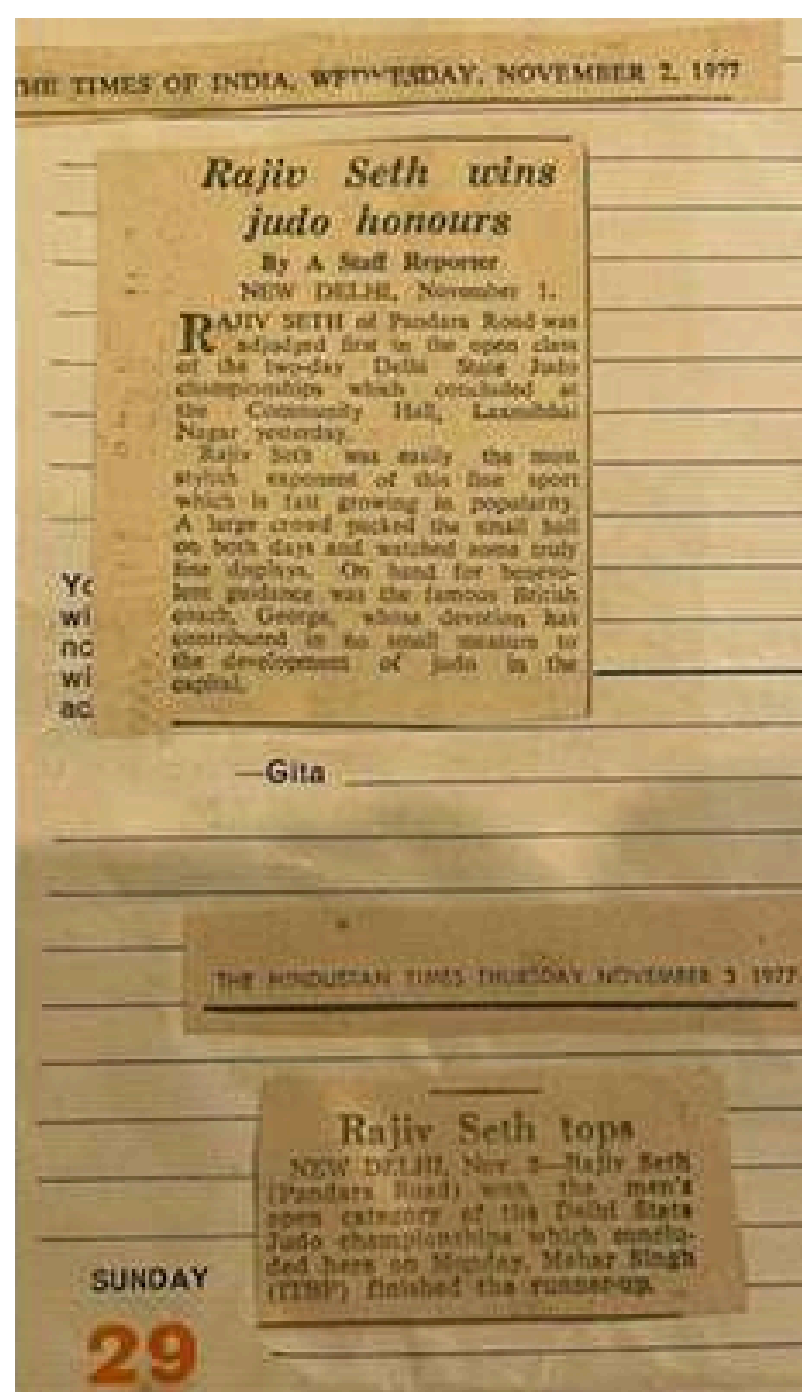 THE TIMES OF INDIA, WEDNESDAY, NOVEMBER 2, 1977
Rajiv Seth wins
judo honours
By A Staff Reporter
NEW DELHI, November 1.
RAJIV SETH of Pandara Road was
adjudged first in the open class
of the two-day Delhi State Judo
championships which concluded at
the Community Hall, Laxmibai
Nagar yesterday.
Rajiv Seth was easily the most
stylish exponent of this fine sport
which is fast growing in popularity.
A large crowd packed the small hall
on both days and watched some truly
fine displays. On hand for benevo-
lent guidance was the famous British
coach, George, whose devotion has
contributed in no small measure to
the development of judo in the
capital.
Yo
wi
no
wi
ac
—Gita
THE HINDUSTAN TIMES THURSDAY NOVEMBER 3 1977
Rajiv Seth tops
NEW DELHI, Nov. 2—Rajiv Seth
(Pandara Road) won the men's
open category of the Delhi State
Judo championships which conclu-
ded here on Monday. Mehar Singh
finished the runner-up.
SUNDAY
29